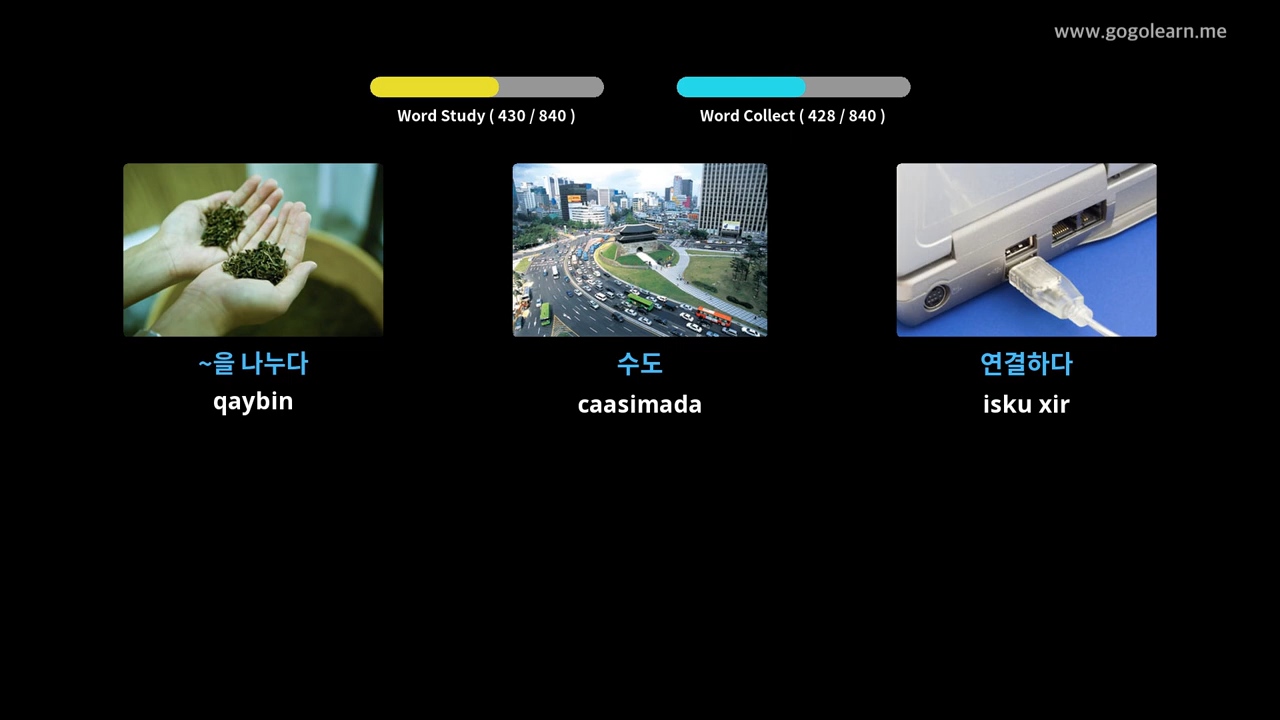 www.gogolearn.me
Word Study ( 430 / 840 )
Word Collect ( 428 / 840 )
~을 나누다
qaybin
수도
caasimada
연결하다
isku xir